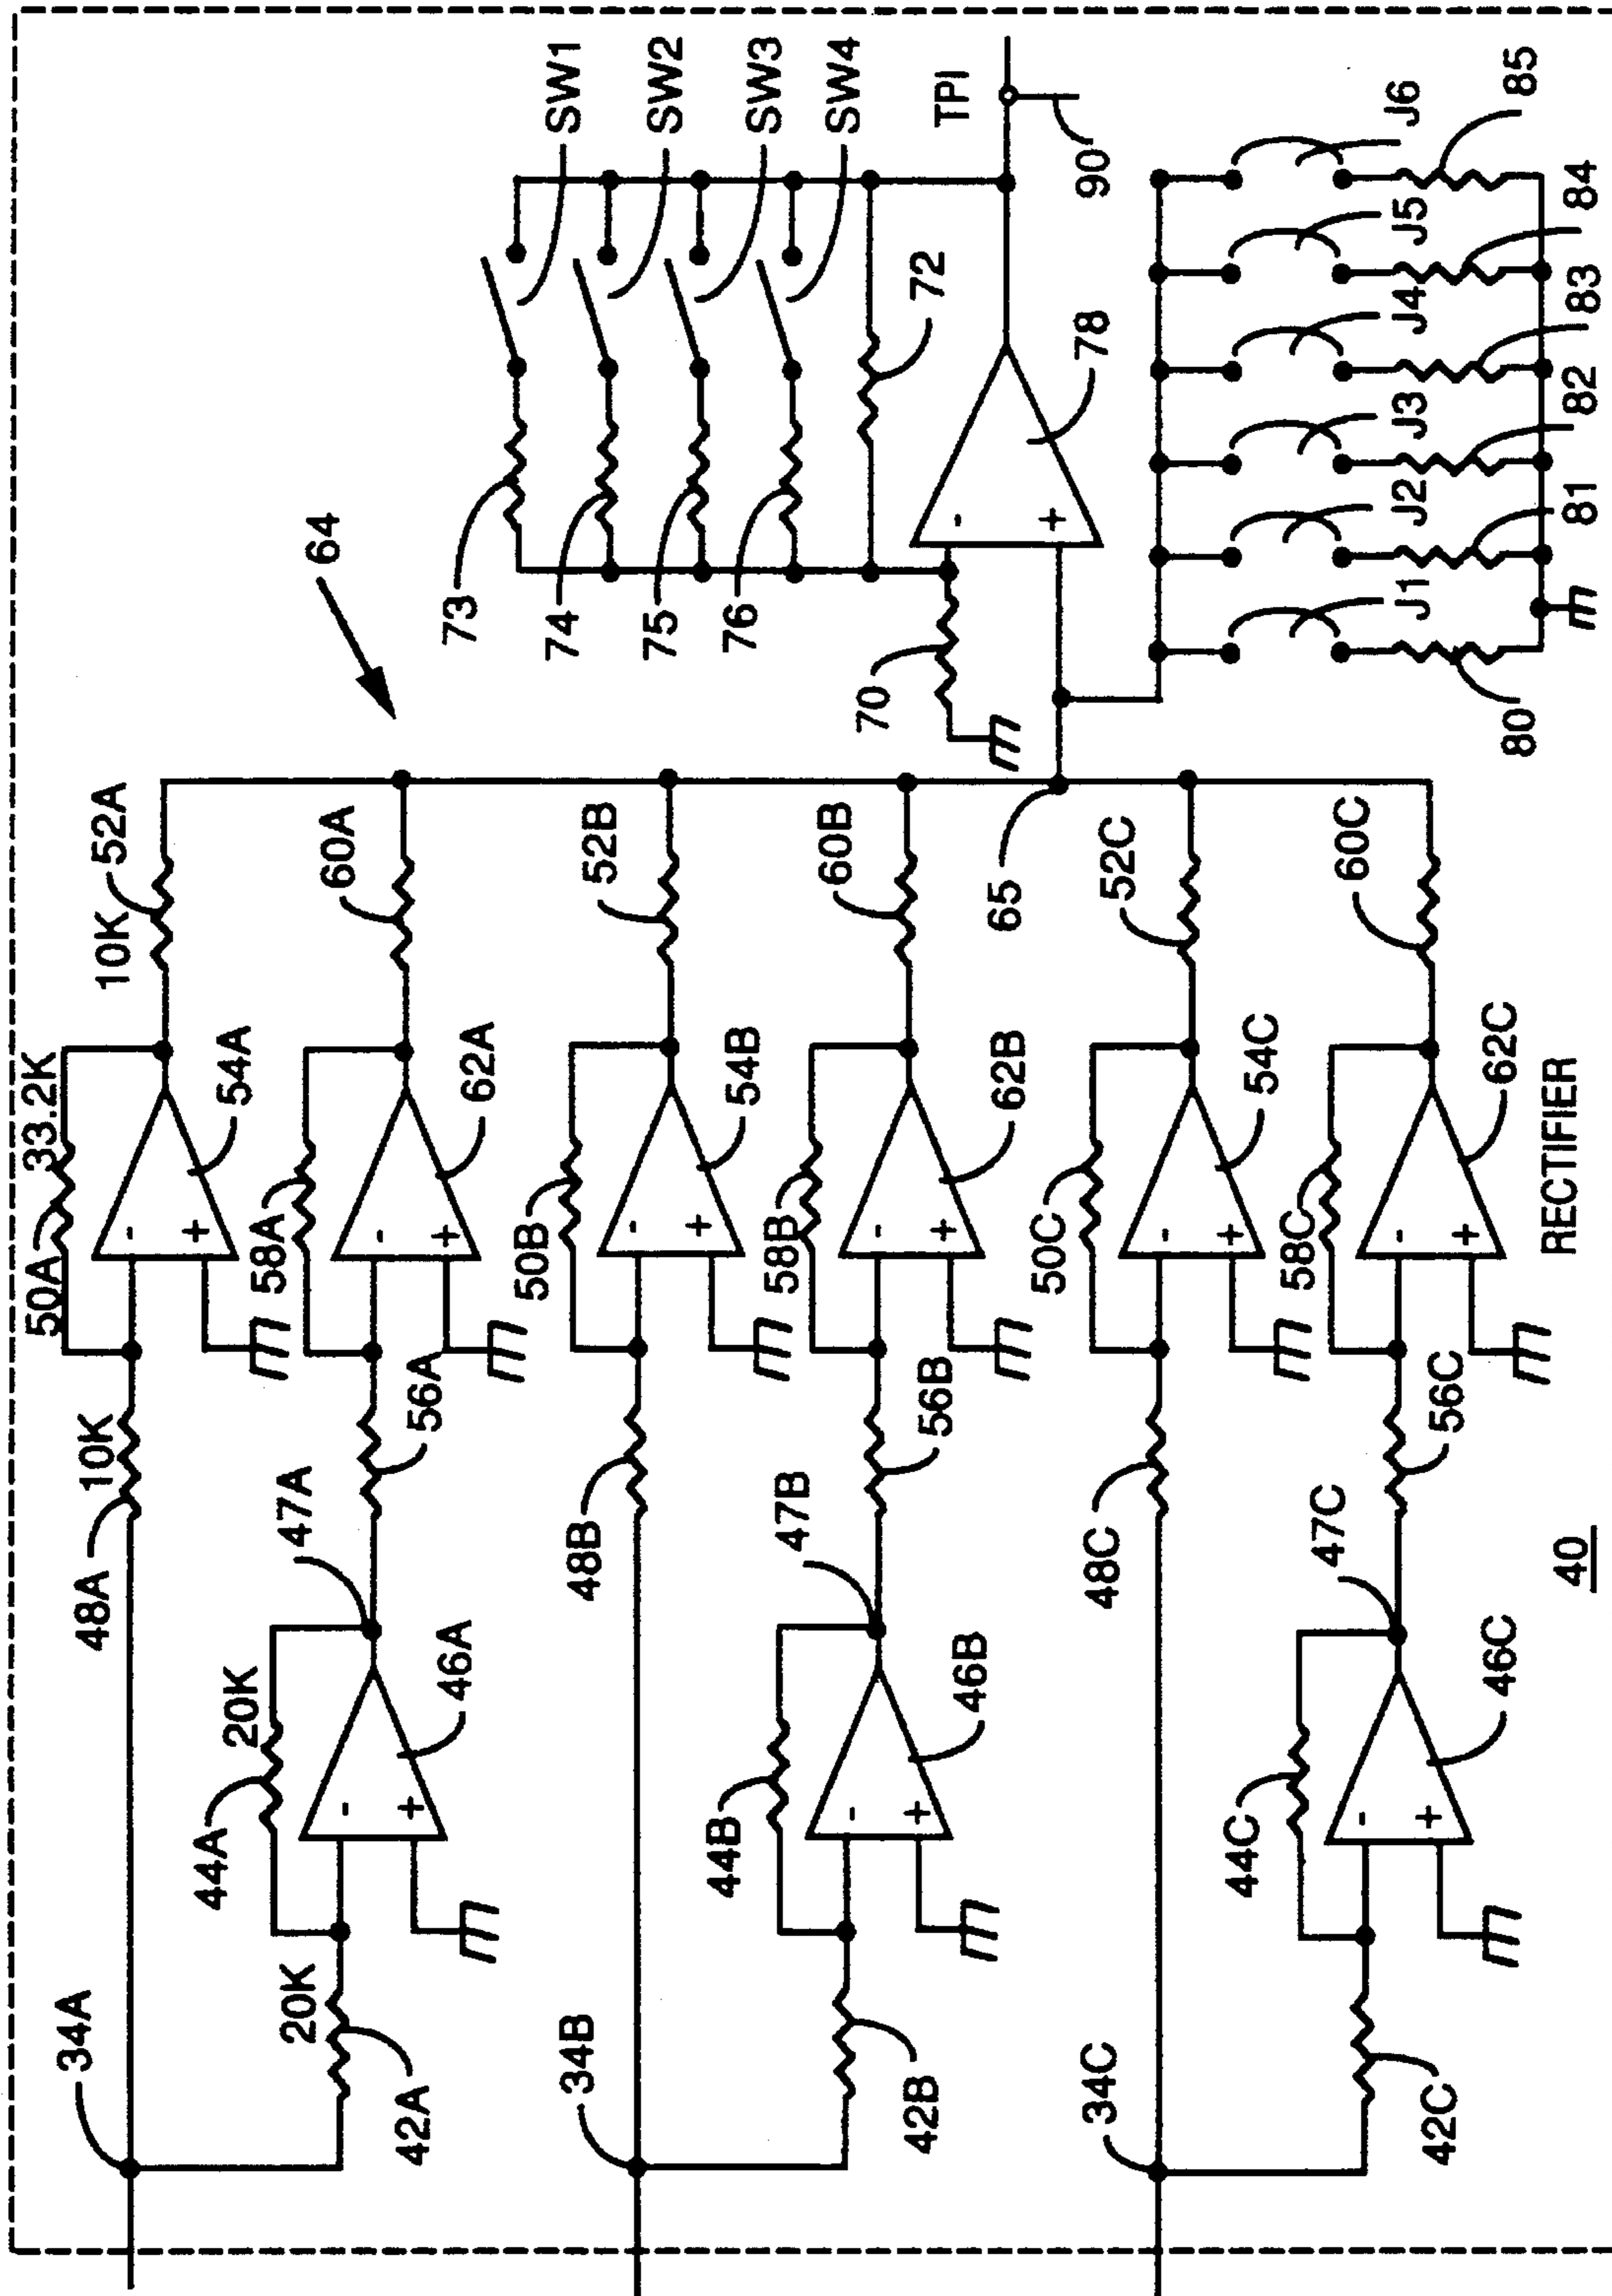 34A
48A
10K
50A
33.2K
54A
10K
52A
64
42A
20K
44A
20K
46A
47A
56A
58A
62A
60A
34B
48B
50B
54B
52B
42B
44B
46B
47B
56B
58B
62B
60B
65
34C
48C
50C
54C
52C
42C
44C
46C
47C
56C
58C
62C
60C
-
+
-
+
-
+
-
+
-
+
-
+
-
+
-
+
-
+
73
74
75
76
SW1
SW2
SW3
SW4
72
70
-
+
78
TPI
90
J1
J2
J3
J4
J5
J6
80
81
82
83
84
85
40
RECTIFIER